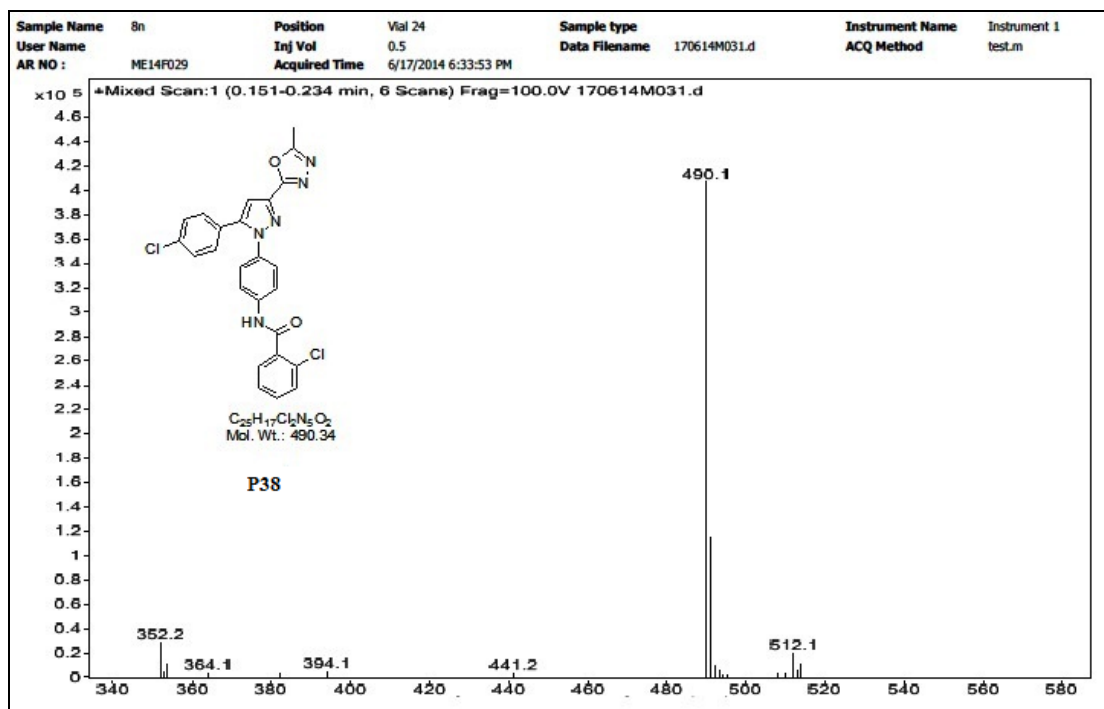 Sample Name 8n Position Vial 24 Sample type Instrument Name Instrument 1
User Name Inj Vol 0.5 Data Filename 170614M031.d ACQ Method test.m
AR NO : ME14F029 Acquired Time 6/17/2014 6:33:53 PM
x10 5 +Mixed Scan:1 (0.151-0.234 min, 6 Scans) Frag=100.0V 170614M031.d
4.6
4.4
4.2
4
3.8
3.6
3.4
3.2
3
2.8
2.6
2.4
2.2
2
1.8
1.6
1.4
1.2
1
0.8
0.6
0.4
0.2
0
O N
N
N
N
Cl
HN O
Cl
C25H17Cl2N5O2
Mol. Wt.: 490.34
P38
490.1
352.2
364.1
394.1
441.2
512.1
340 360 380 400 420 440 460 480 500 520 540 560 580